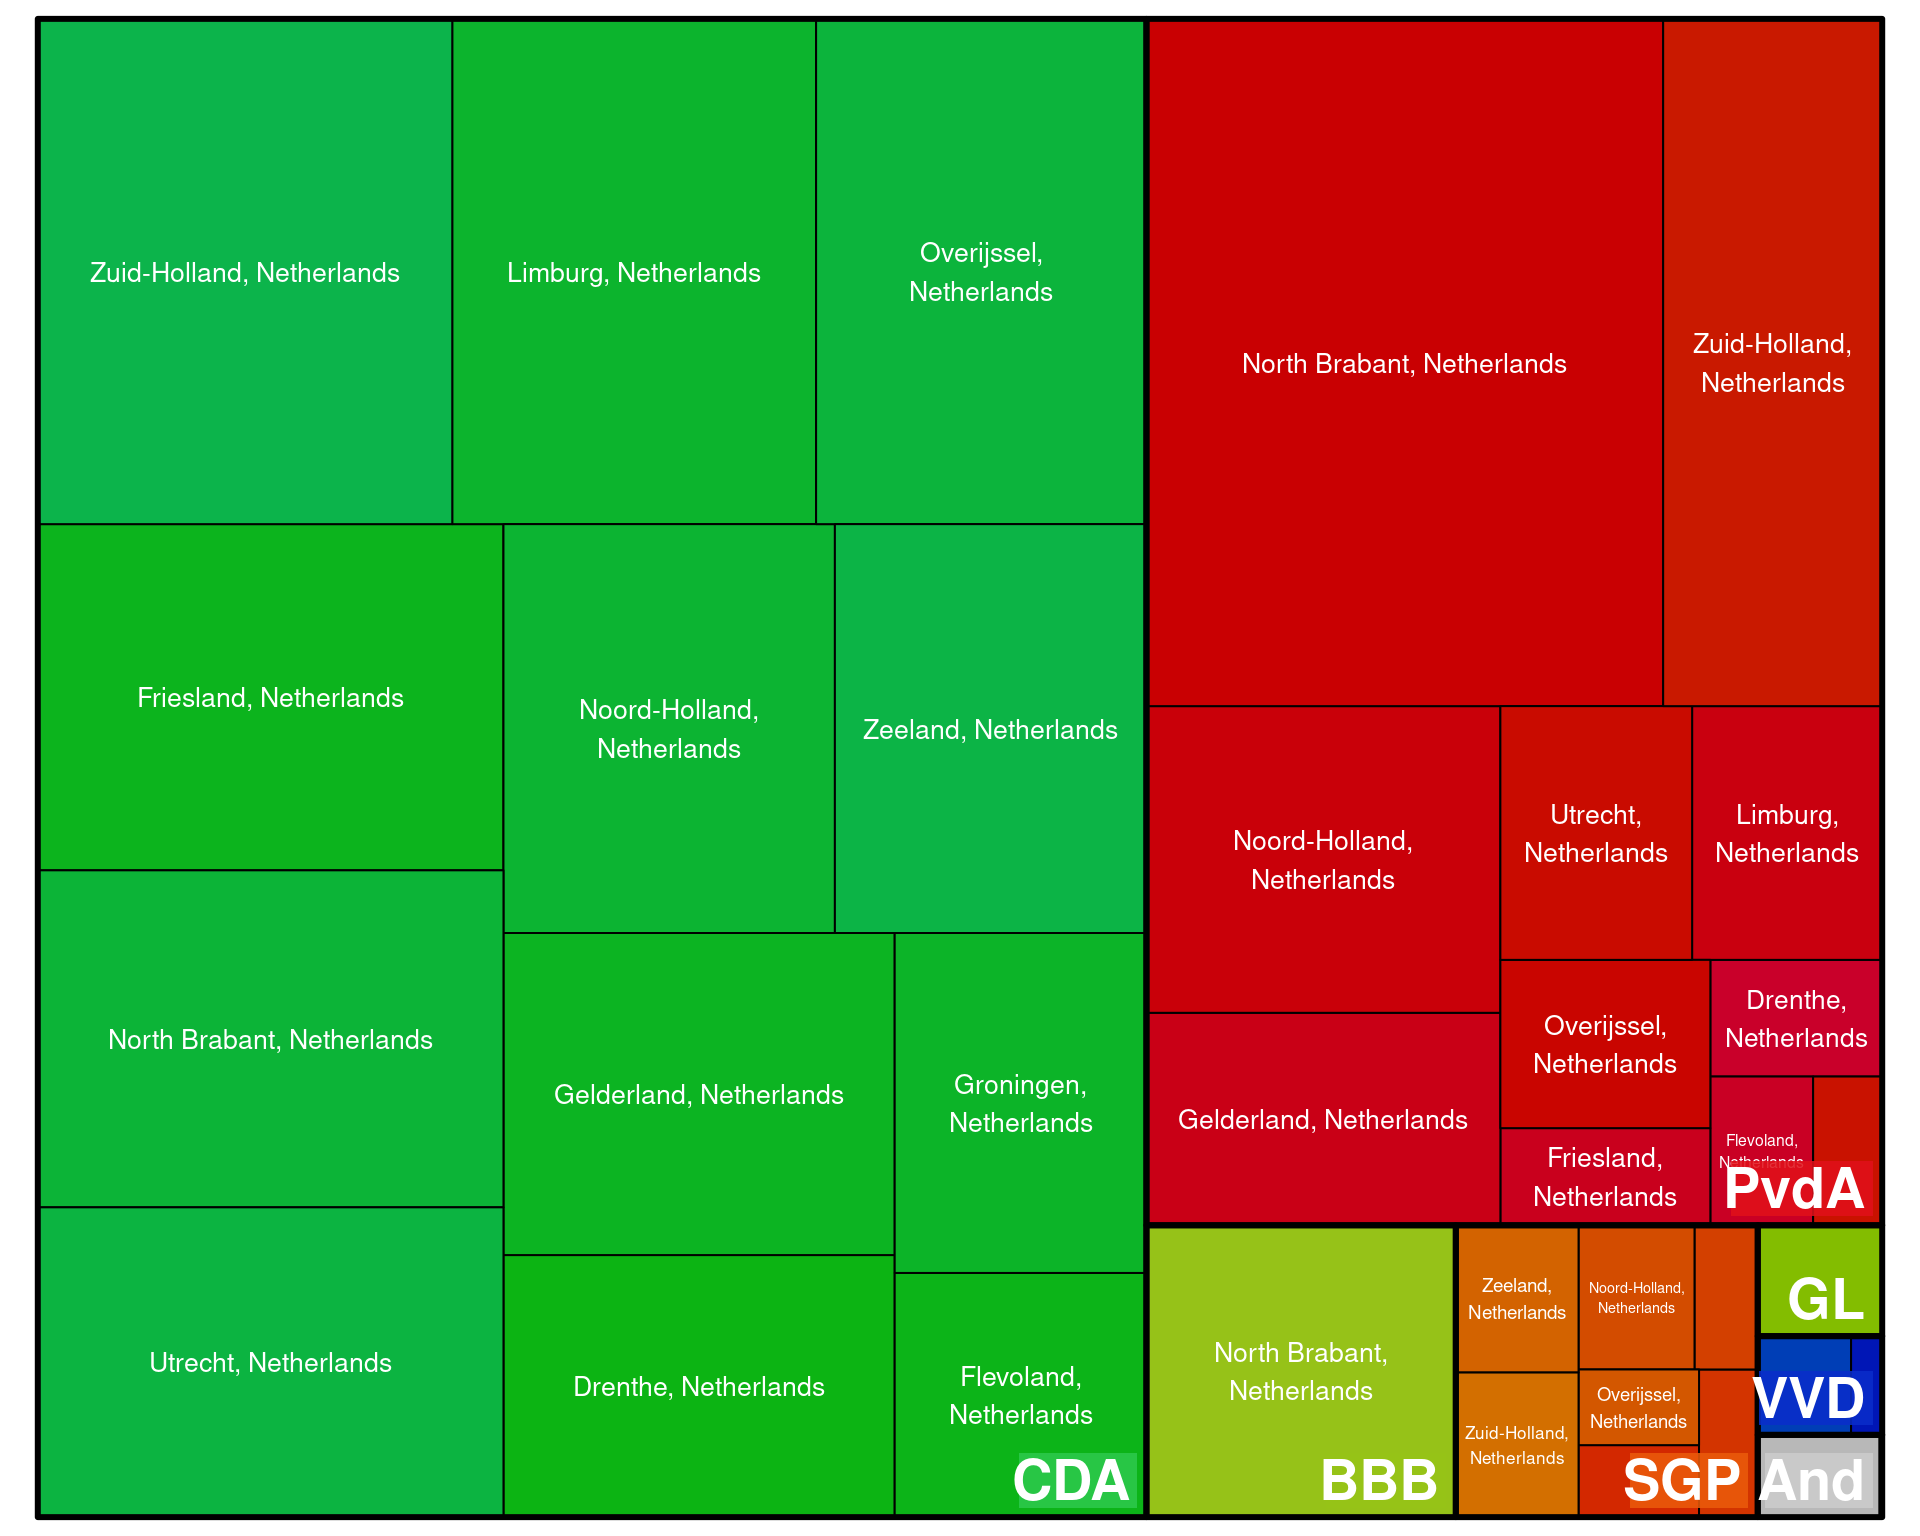 Zuid-Holland, Netherlands
Limburg, Netherlands
Overijssel,
Netherlands
Friesland, Netherlands
Noord-Holland,
Netherlands
Zeeland, Netherlands
North Brabant, Netherlands
Gelderland, Netherlands
Groningen,
Netherlands
Utrecht, Netherlands
Drenthe, Netherlands
Flevoland,
Netherlands
CDA
North Brabant, Netherlands
Zuid-Holland,
Netherlands
Noord-Holland,
Netherlands
Utrecht,
Netherlands
Limburg,
Netherlands
Gelderland, Netherlands
Overijssel,
Netherlands
Drenthe,
Netherlands
Friesland,
Netherlands
Flevoland,
Netherlands
PvdA
North Brabant,
Netherlands
BBB
Zeeland,
Netherlands
Noord-Holland,
Netherlands
Zuid-Holland,
Netherlands
Overijssel,
Netherlands
SGP
GL
VVD
And